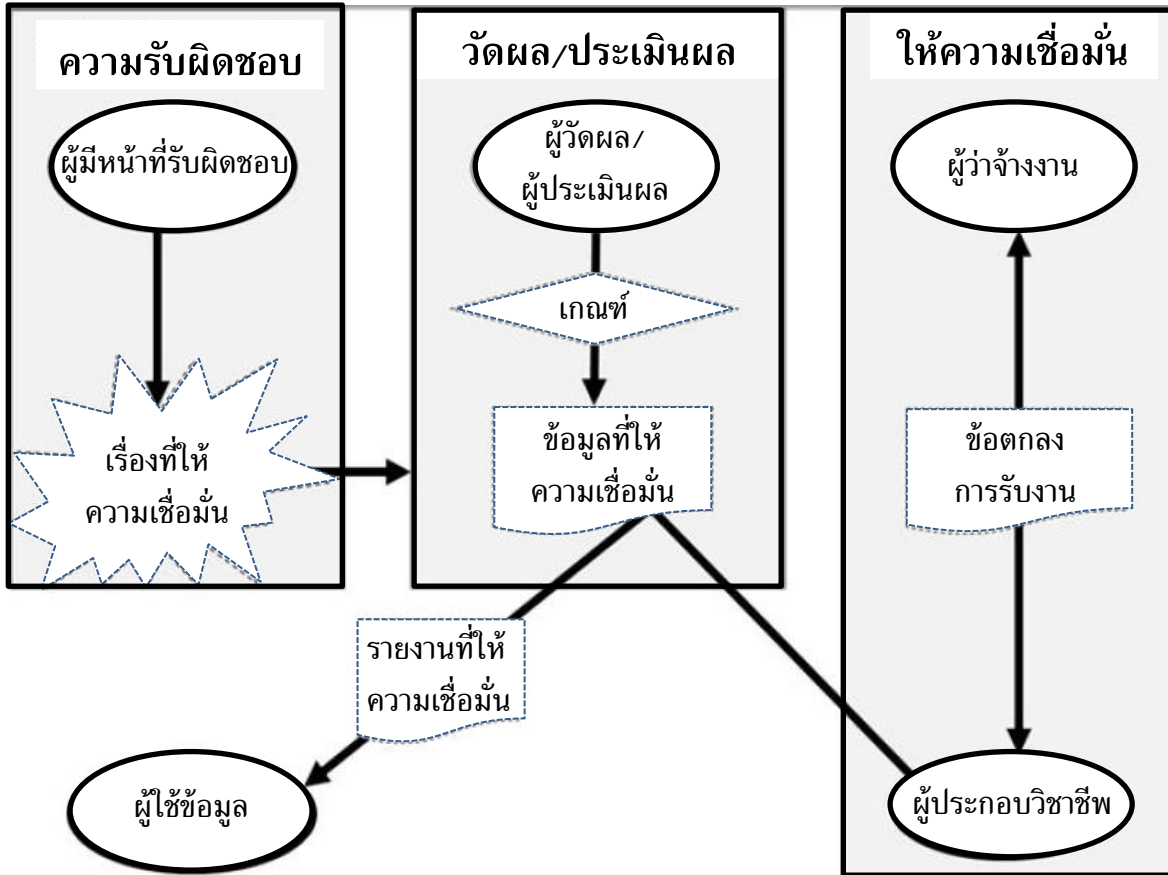 ความรับผิดชอบ
ผู้มีหน้าที่รับผิดชอบ
เรื่องที่ให้
ความเชื่อมั่น
วัดผล/ประเมินผล
ผู้วัดผล/
ผู้ประเมินผล
เกณฑ์
ข้อมูลที่ให้
ความเชื่อมั่น
ให้ความเชื่อมั่น
ผู้ว่าจ้างงาน
ข้อตกลง
การรับงาน
รายงานที่ให้
ความเชื่อมั่น
ผู้ใช้ข้อมูล
ผู้ประกอบวิชาชีพ